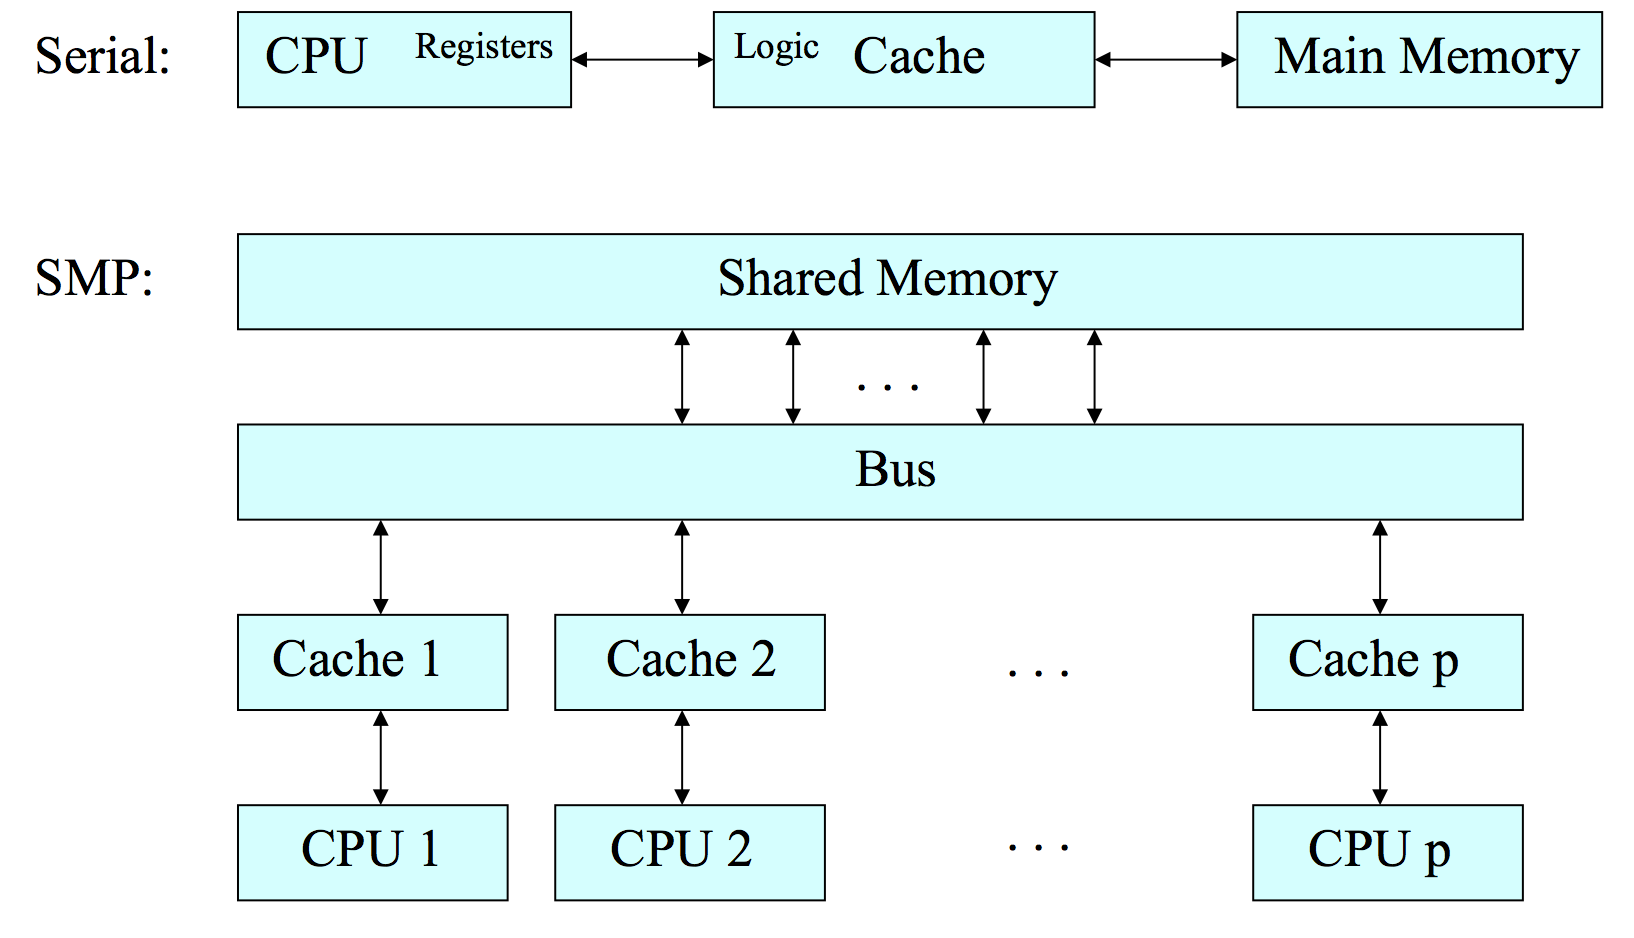 Serial: CPU Registers Logic Cache Main Memory
SMP: Shared Memory
. . .
Bus
Cache 1 Cache 2 . . . Cache p
CPU 1 CPU 2 . . . CPU p